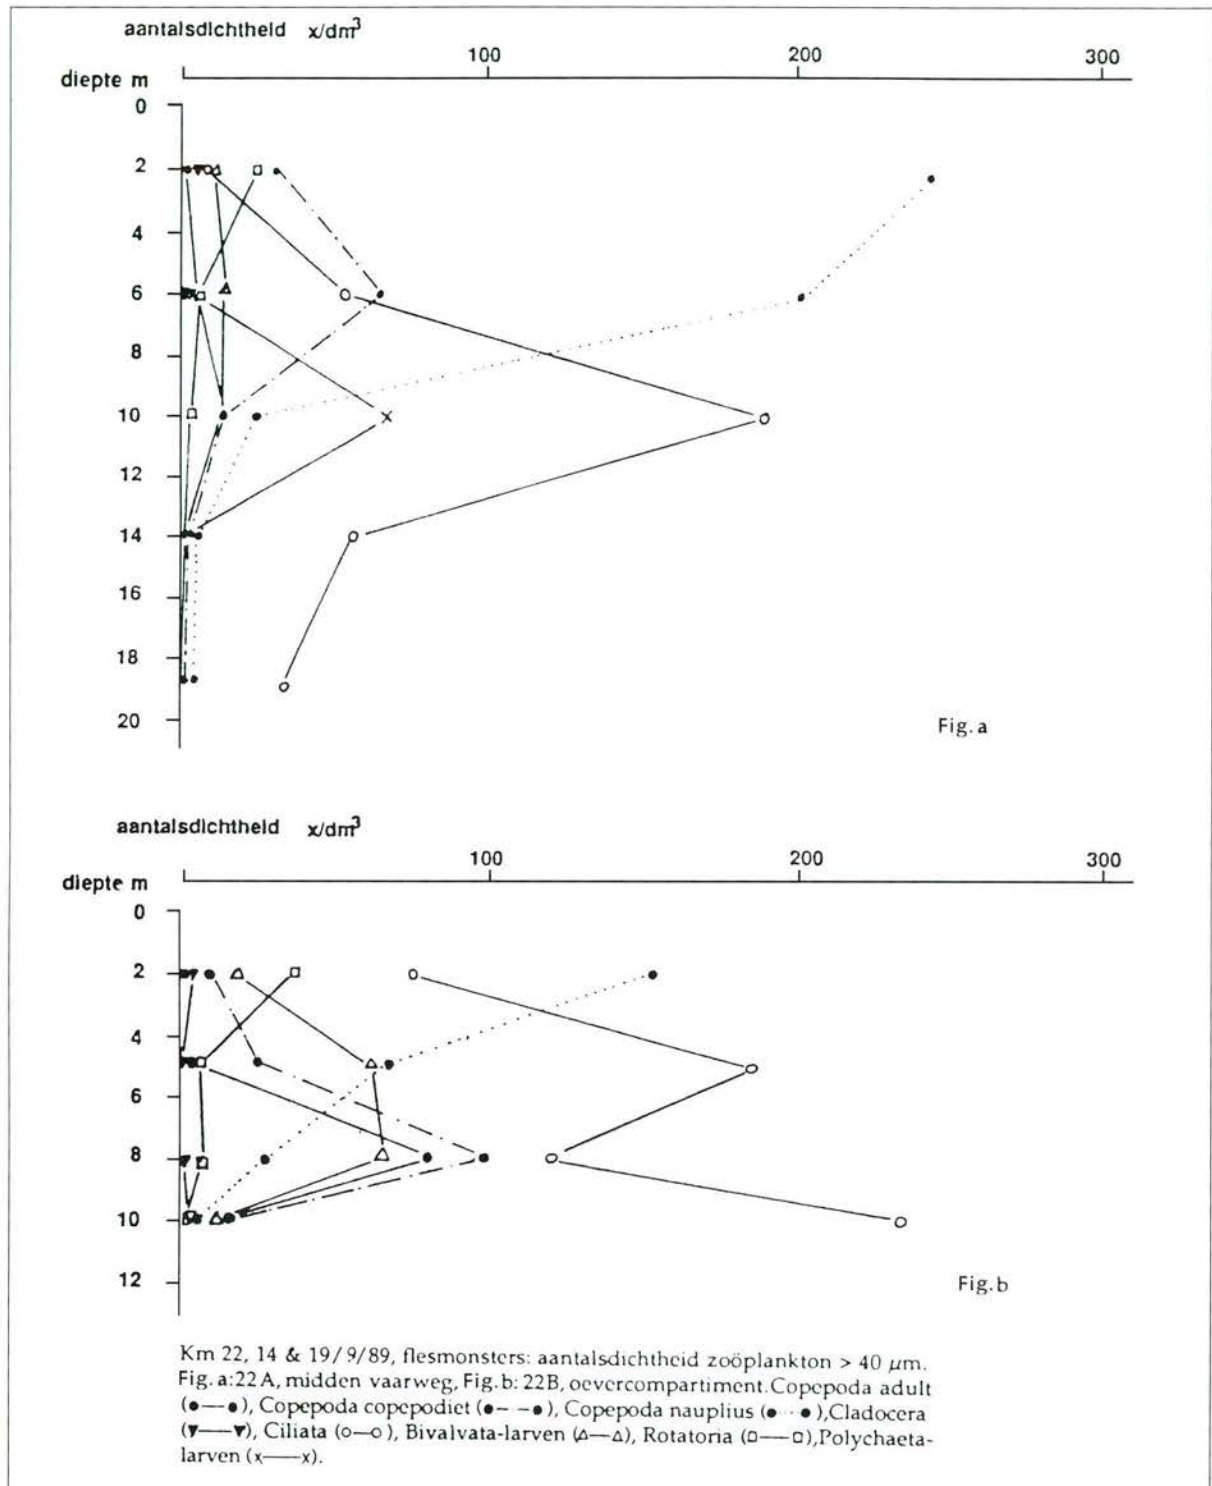 aantalsdichtheid x/dm³
100 200 300
diepte m
0
2
4
6
8
10
12
14
16
18
20
Fig. a
aantalsdichtheid x/dm³
100 200 300
diepte m
0
2
4
6
8
10
12
Fig. b
Km 22, 14 & 19/9/89, flesmonsters: aantalsdichtheid zoöplankton > 40 µm.
Fig. a:22 A, midden vaarweg, Fig. b: 22B, oevercompartiment. Copepoda adult
(●—●), Copepoda copepodiet (●- -●), Copepoda nauplius (●··●), Cladocera
(▼—▼), Ciliata (o—o), Bivalvata-larven (△—△), Rotatoria (□—□), Polychaeta-
larven (x—x).